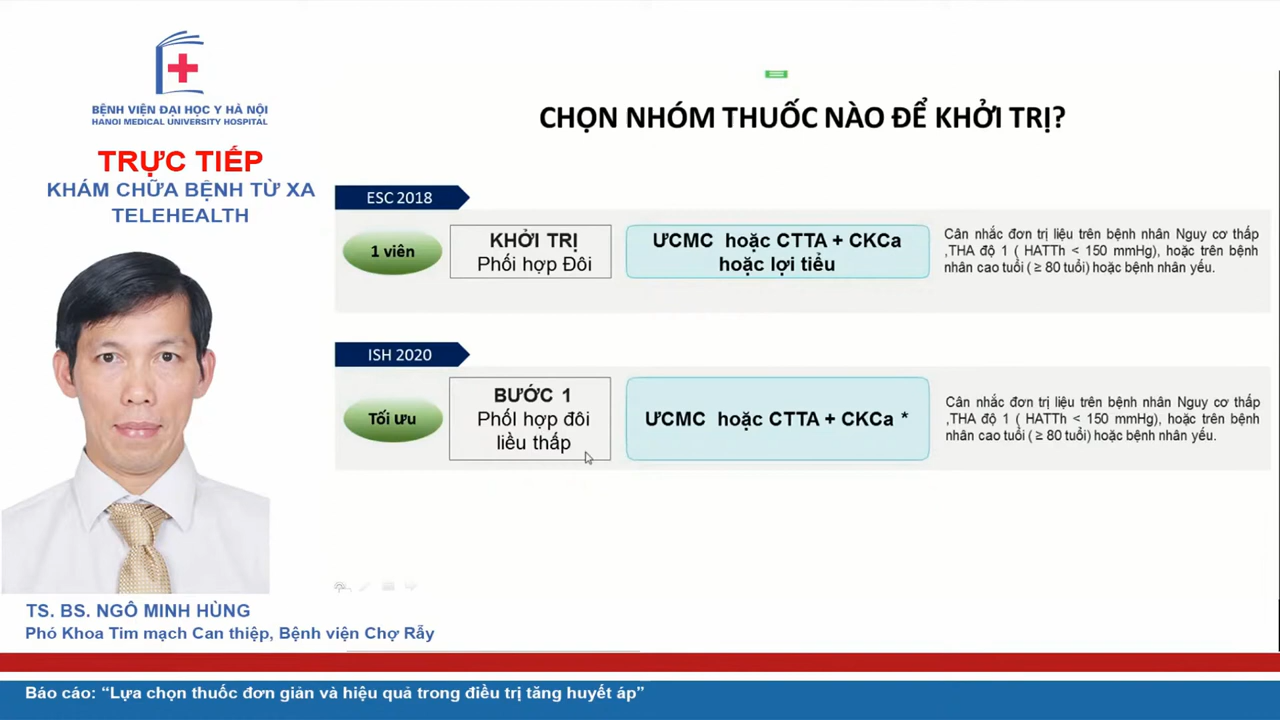 BỆNH VIỆN ĐẠI HỌC Y HÀ NỘI
HANOI MEDICAL UNIVERSITY HOSPITAL
TRỰC TIẾP
KHÁM CHỮA BỆNH TỪ XA
TELEHEALTH
CHỌN NHÓM THUỐC NÀO ĐỂ KHỞI TRỊ?
ESC 2018
1 viên
KHỞI TRỊ
Phối hợp Đôi
ƯCMC hoặc CTTA + CKCa
hoặc lợi tiểu
Cân nhắc đơn trị liệu trên bệnh nhân Nguy cơ thấp
,THA độ 1 ( HATTh < 150 mmHg), hoặc trên bệnh
nhân cao tuổi ( ≥ 80 tuổi) hoặc bệnh nhân yếu.
ISH 2020
Tối ưu
BƯỚC 1
Phối hợp đôi
liều thấp
ƯCMC hoặc CTTA + CKCa *
Cân nhắc đơn trị liệu trên bệnh nhân Nguy cơ thấp
,THA độ 1 ( HATTh < 150 mmHg), hoặc trên bệnh
nhân cao tuổi ( ≥ 80 tuổi) hoặc bệnh nhân yếu.
TS. BS. NGÔ MINH HÙNG
Phó Khoa Tim mạch Can thiệp, Bệnh viện Chợ Rẫy
Báo cáo: “Lựa chọn thuốc đơn giản và hiệu quả trong điều trị tăng huyết áp”